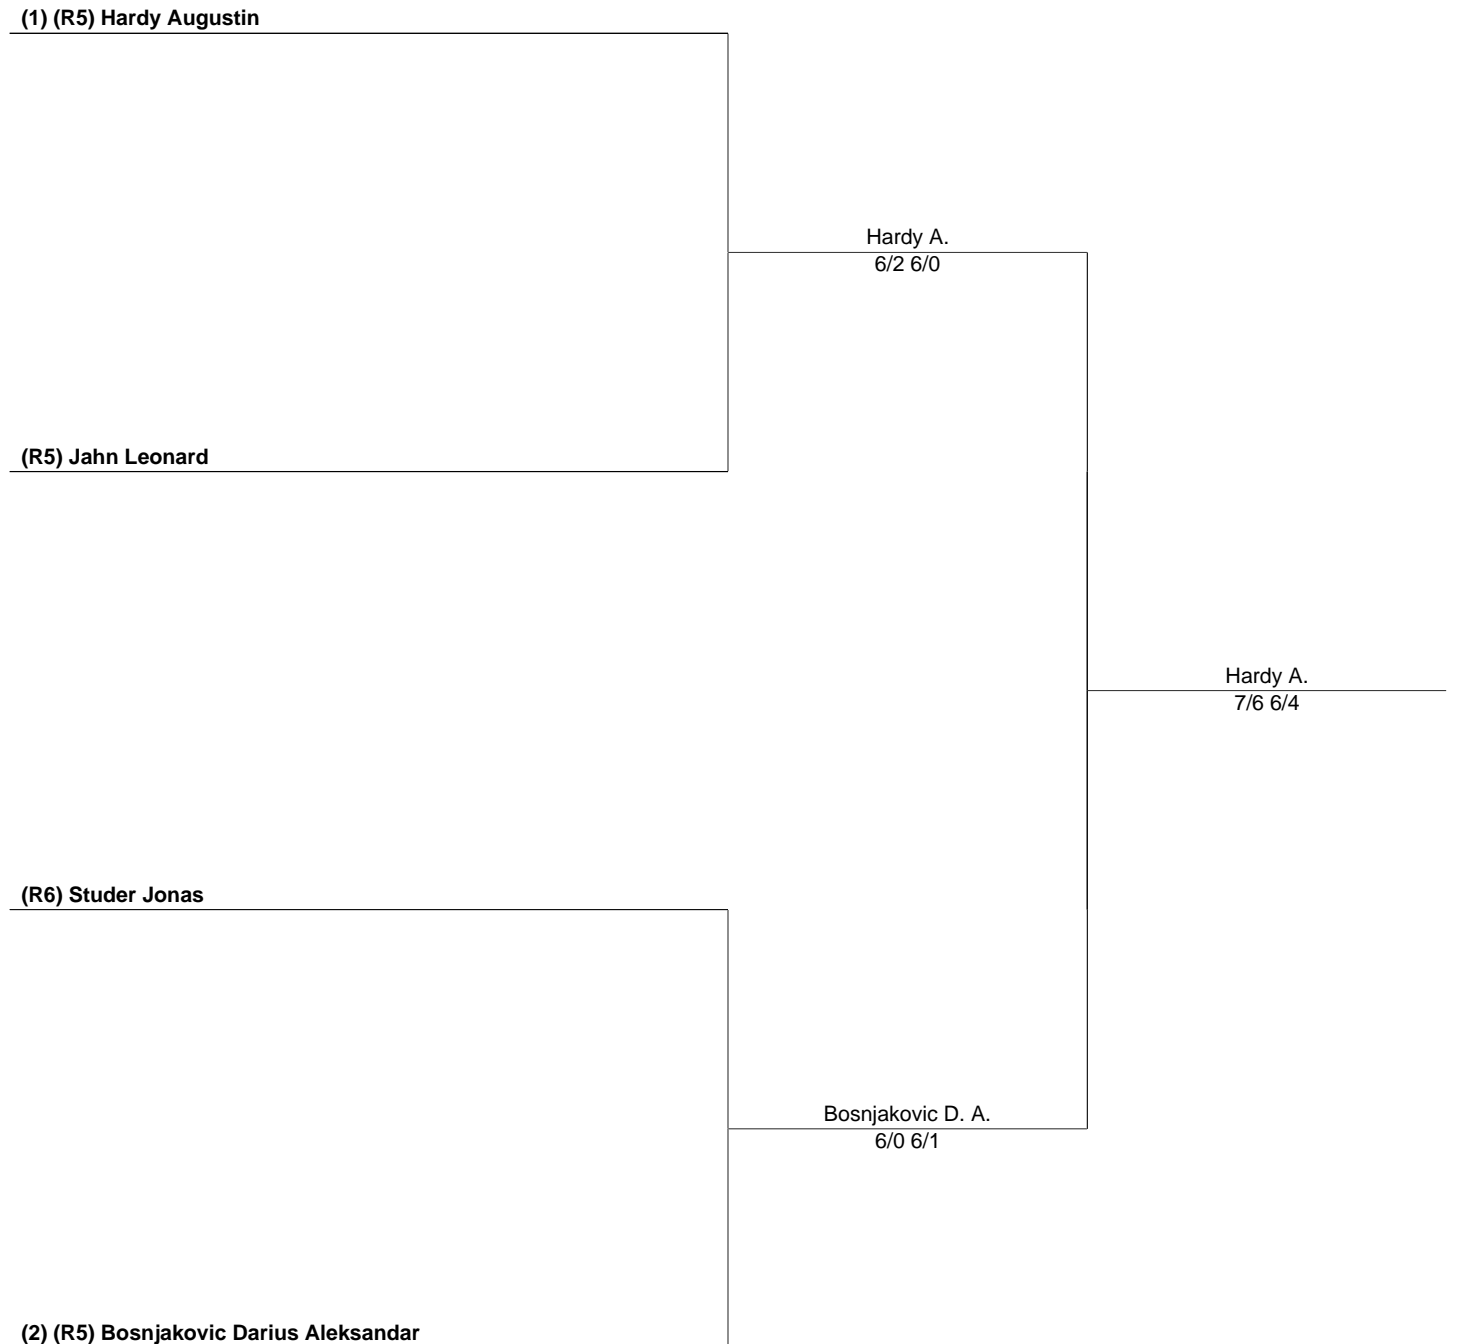 (1) (R5) Hardy Augustin
Hardy A.
6/2 6/0
(R5) Jahn Leonard
Hardy A.
7/6 6/4
(R6) Studer Jonas
Bosnjakovic D. A.
6/0 6/1
(2) (R5) Bosnjakovic Darius Aleksandar